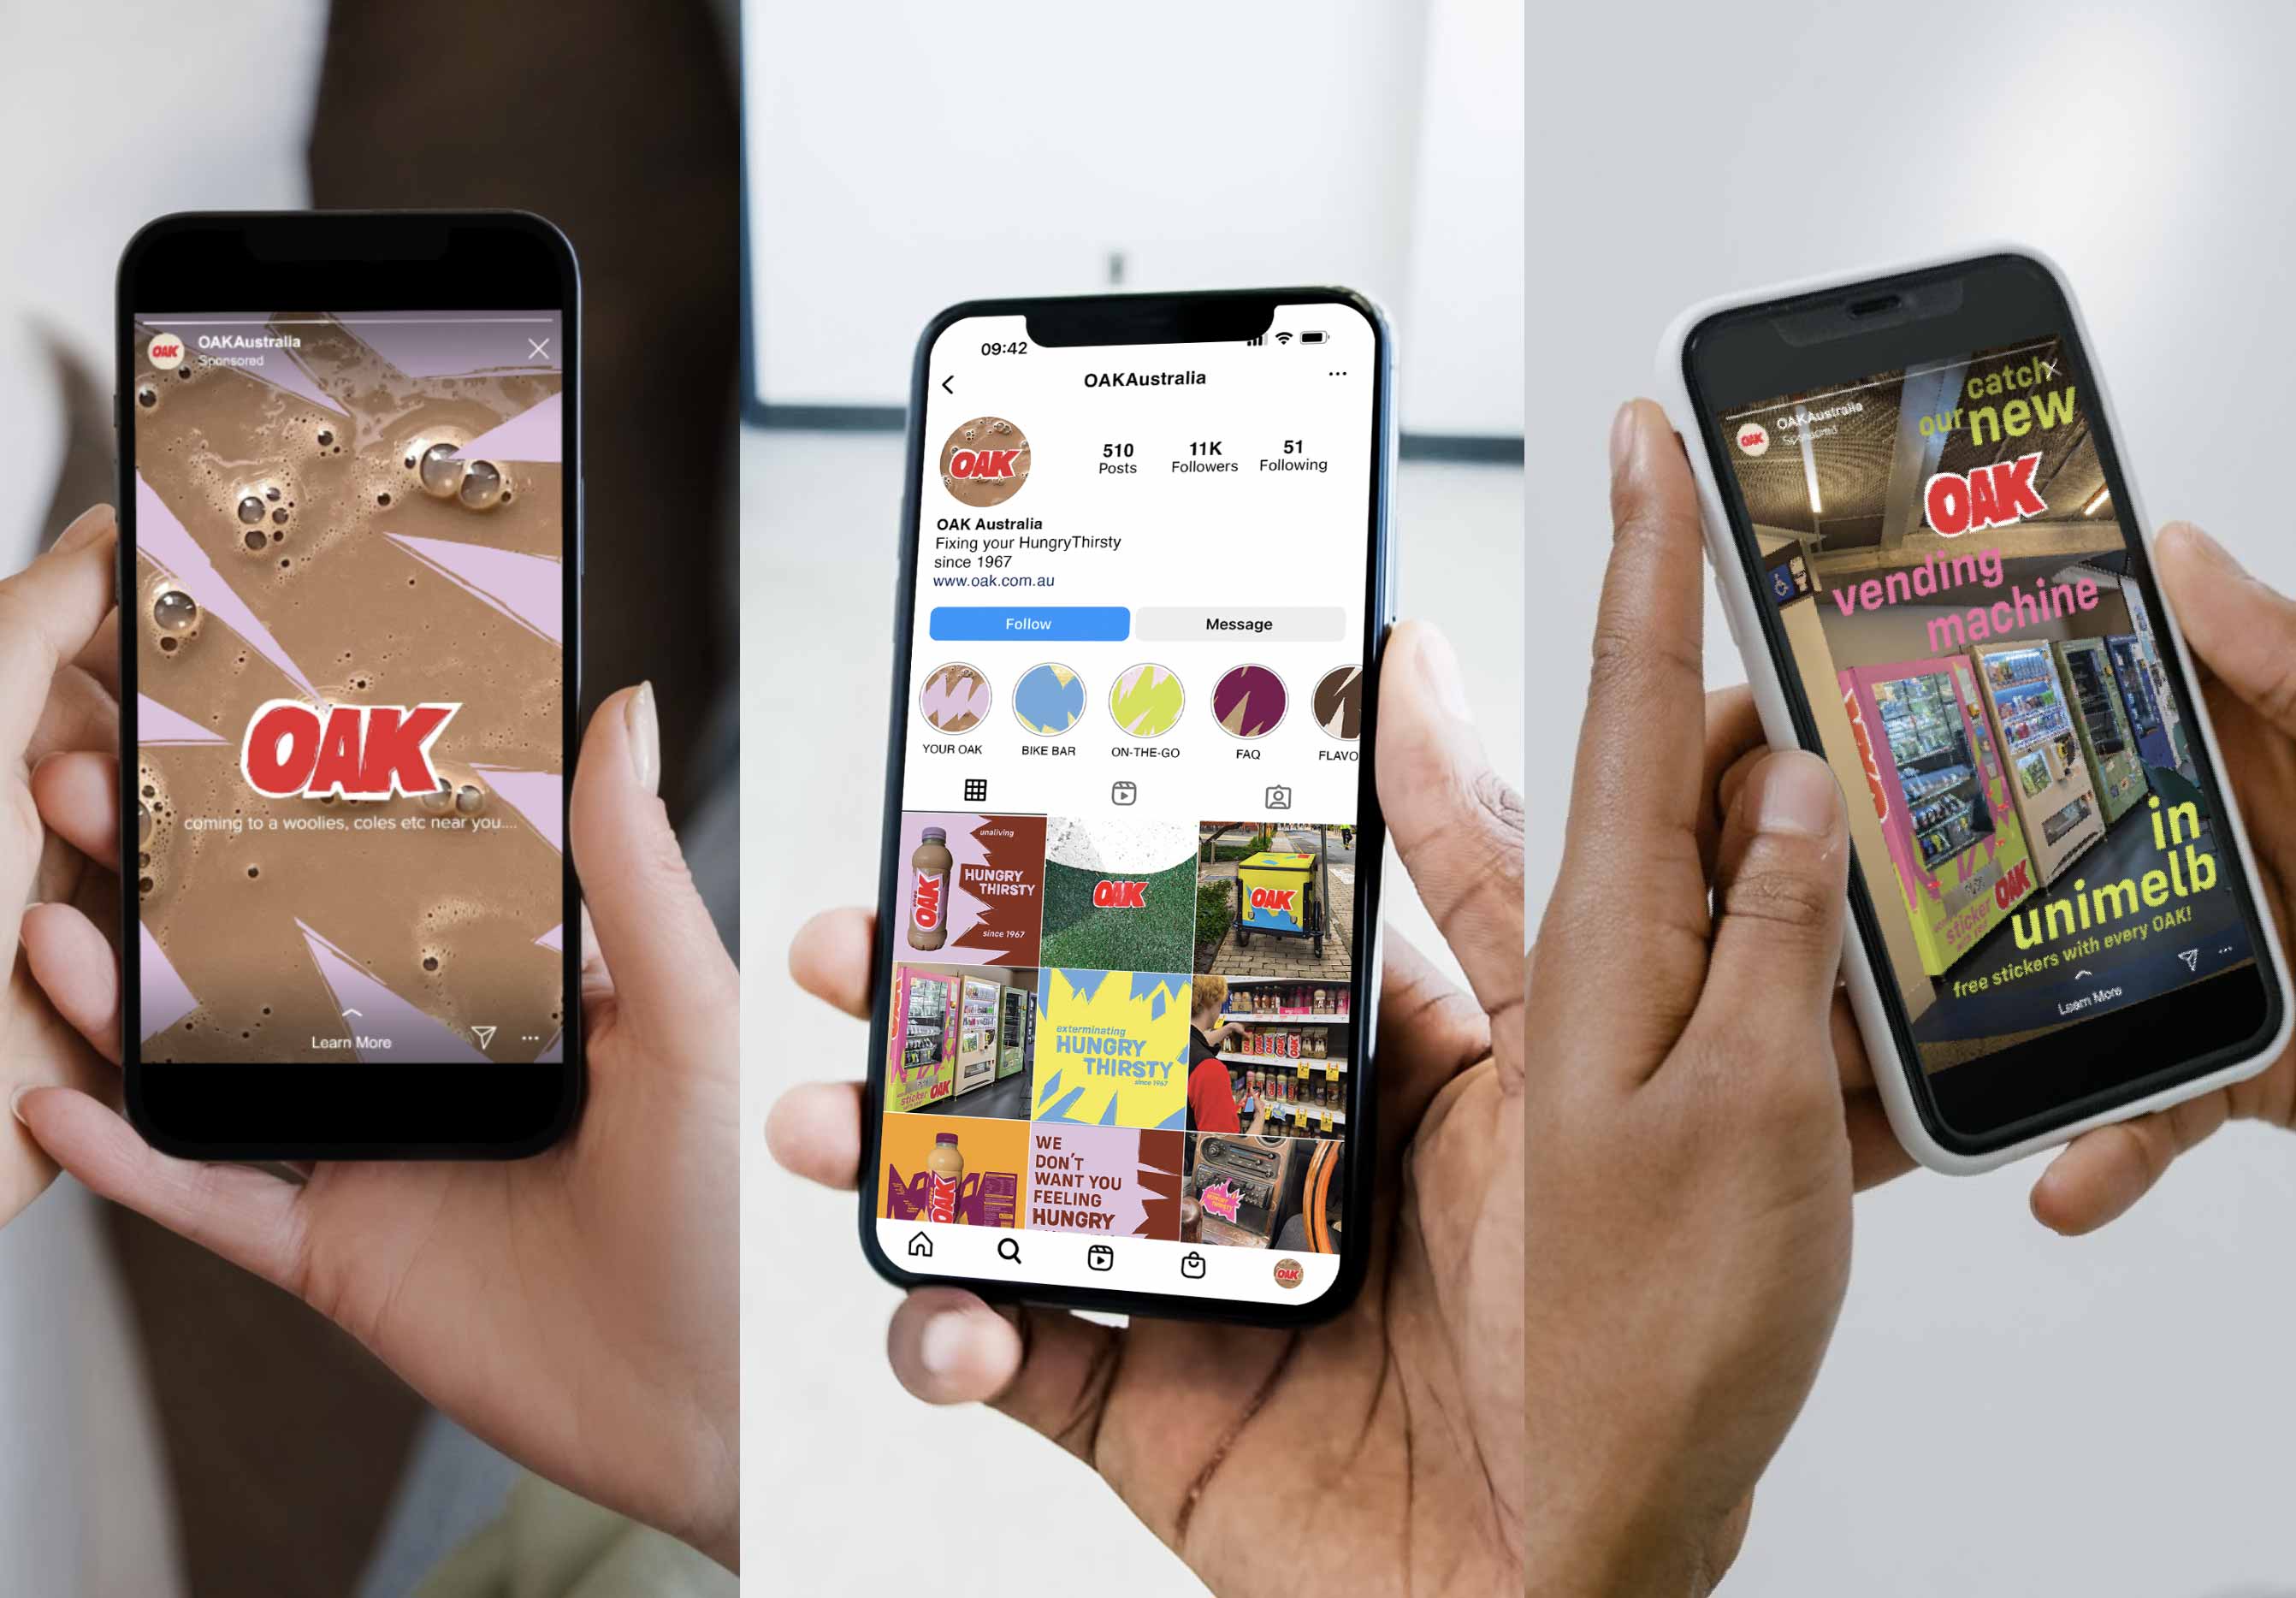 OAK
OAKAustralia
Sponsored
OAK
coming to a woolies, coles etc near you....
Learn More
09:42
OAKAustralia
OAK
510
Posts
11K
Followers
51
Following
OAK Australia
Fixing your HungryThirsty
since 1967
www.oak.com.au
Follow
Message
YOUR OAK
BIKE BAR
ON-THE-GO
FAQ
FLAVO
unaliving
HUNGRY
THIRSTY
since 1967
OAK
OAK
OAK
sticker
OAK
exterminating
HUNGRY
THIRSTY
since 1967
OAK
WE
DON'T
WANT YOU
FEELING
HUNGRY
OAK
OAK
OAKAustralia
Sponsored
catch
our new
OAK
vending
machine
sticker
OAK
in
unimelb
free stickers with every OAK!
Learn More